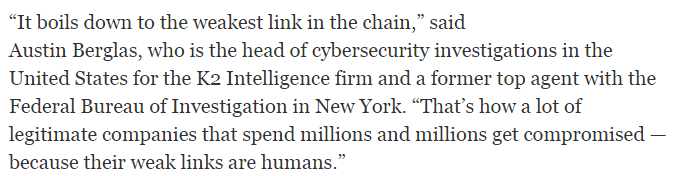 “It boils down to the weakest link in the chain,” said
Austin Berglas, who is the head of cybersecurity investigations in the
United States for the K2 Intelligence firm and a former top agent with the
Federal Bureau of Investigation in New York. “That’s how a lot of
legitimate companies that spend millions and millions get compromised —
because their weak links are humans.”